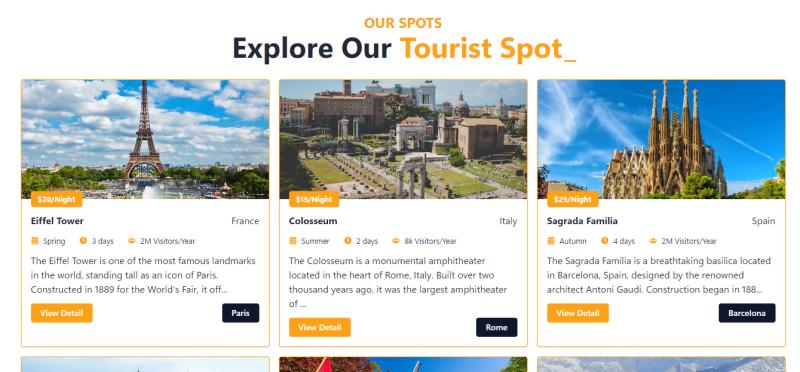 OUR SPOTS
Explore Our Tourist Spot_
$20/Night
Eiffel Tower France
Spring 3 days 2M Visitors/Year
The Eiffel Tower is one of the most famous landmarks
in the world, standing tall as an icon of Paris.
Constructed in 1889 for the World's Fair, it off...
View Detail Paris
$15/Night
Colosseum Italy
Summer 2 days 8k Visitors/Year
The Colosseum is a monumental amphitheater
located in the heart of Rome, Italy. Built over two
thousand years ago, it was the largest amphitheater
of ...
View Detail Rome
$25/Night
Sagrada Família Spain
Autumn 4 days 2M Visitors/Year
The Sagrada Família is a breathtaking basilica located
in Barcelona, Spain, designed by the renowned
architect Antoni Gaudí. Construction began in 188...
View Detail Barcelona